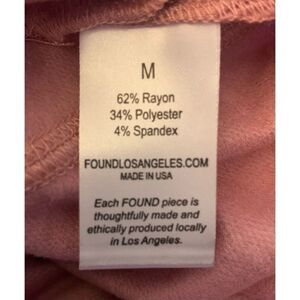 M
62% Rayon
34% Polyester
4% Spandex
FOUNDLOSANGELES.COM
MADE IN USA
Each FOUND piece is
thoughtfully made and
ethically produced locally
in Los Angeles.